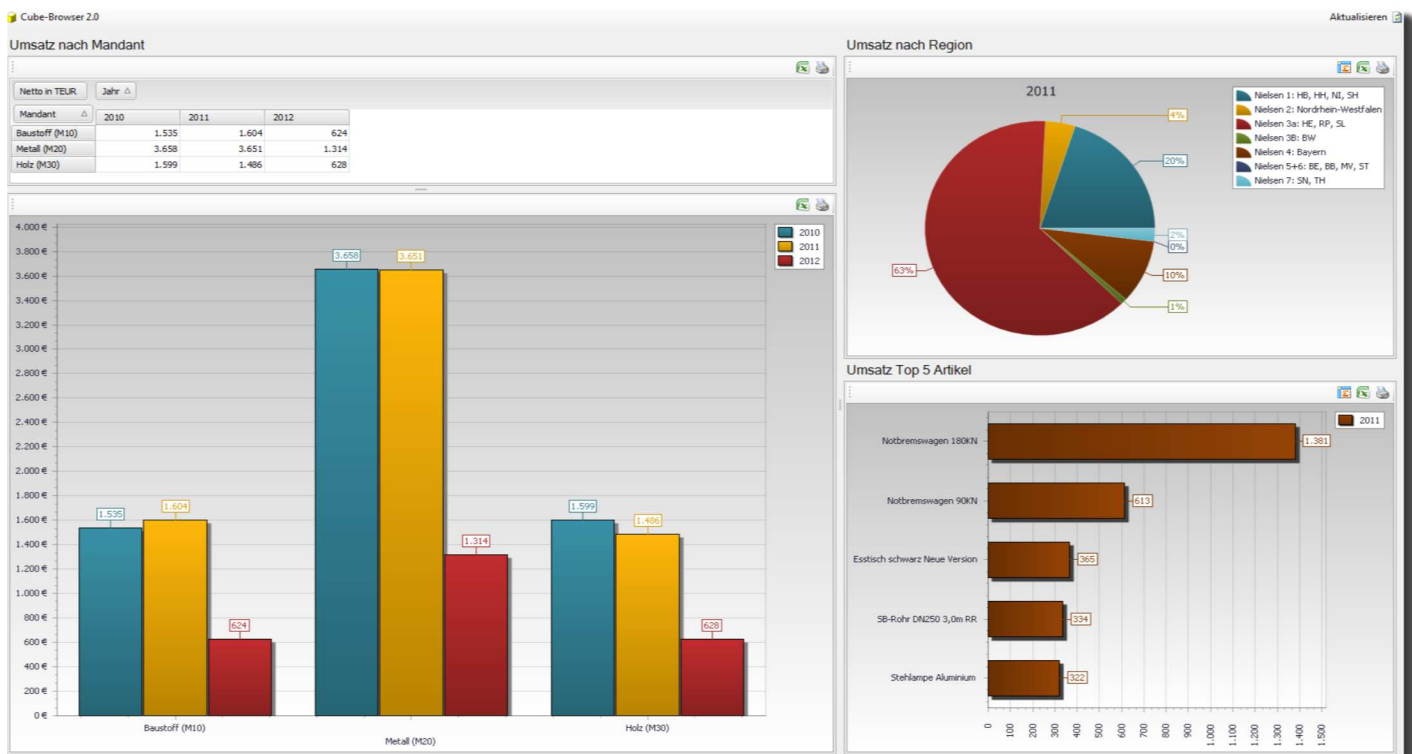 Cube-Browser 2.0
Aktualisieren
Umsatz nach Mandant
Netto in TEUR Jahr
Mandant 2010 2011 2012
Baustoff (M10) 1.535 1.604 624
Metall (M20) 3.658 3.651 1.314
Holz (M30) 1.599 1.486 628
4.000 €
3.800 €
3.600 €
3.400 €
3.200 €
3.000 €
2.800 €
2.600 €
2.400 €
2.200 €
2.000 €
1.800 €
1.600 €
1.400 €
1.200 €
1.000 €
800 €
600 €
400 €
200 €
0 €
1.535
1.604
624
3.658
3.651
1.314
1.599
1.486
628
Baustoff (M10)
Metall (M20)
Holz (M30)
2010
2011
2012
Umsatz nach Region
2011
4%
20%
2%
0%
10%
1%
63%
Nielsen 1: HB, HH, NI, SH
Nielsen 2: Nordrhein-Westfalen
Nielsen 3a: HE, RP, SL
Nielsen 3B: BW
Nielsen 4: Bayern
Nielsen 5+6: BE, BB, MV, ST
Nielsen 7: SN, TH
Umsatz Top 5 Artikel
2011
Notbremswagen 180KN
1.381
Notbremswagen 90KN
613
Esstisch schwarz Neue Version
365
SB-Rohr DN250 3,0m RR
334
Stehlampe Aluminium
322
0
100
200
300
400
500
600
700
800
900
1.000
1.100
1.200
1.300
1.400
1.500